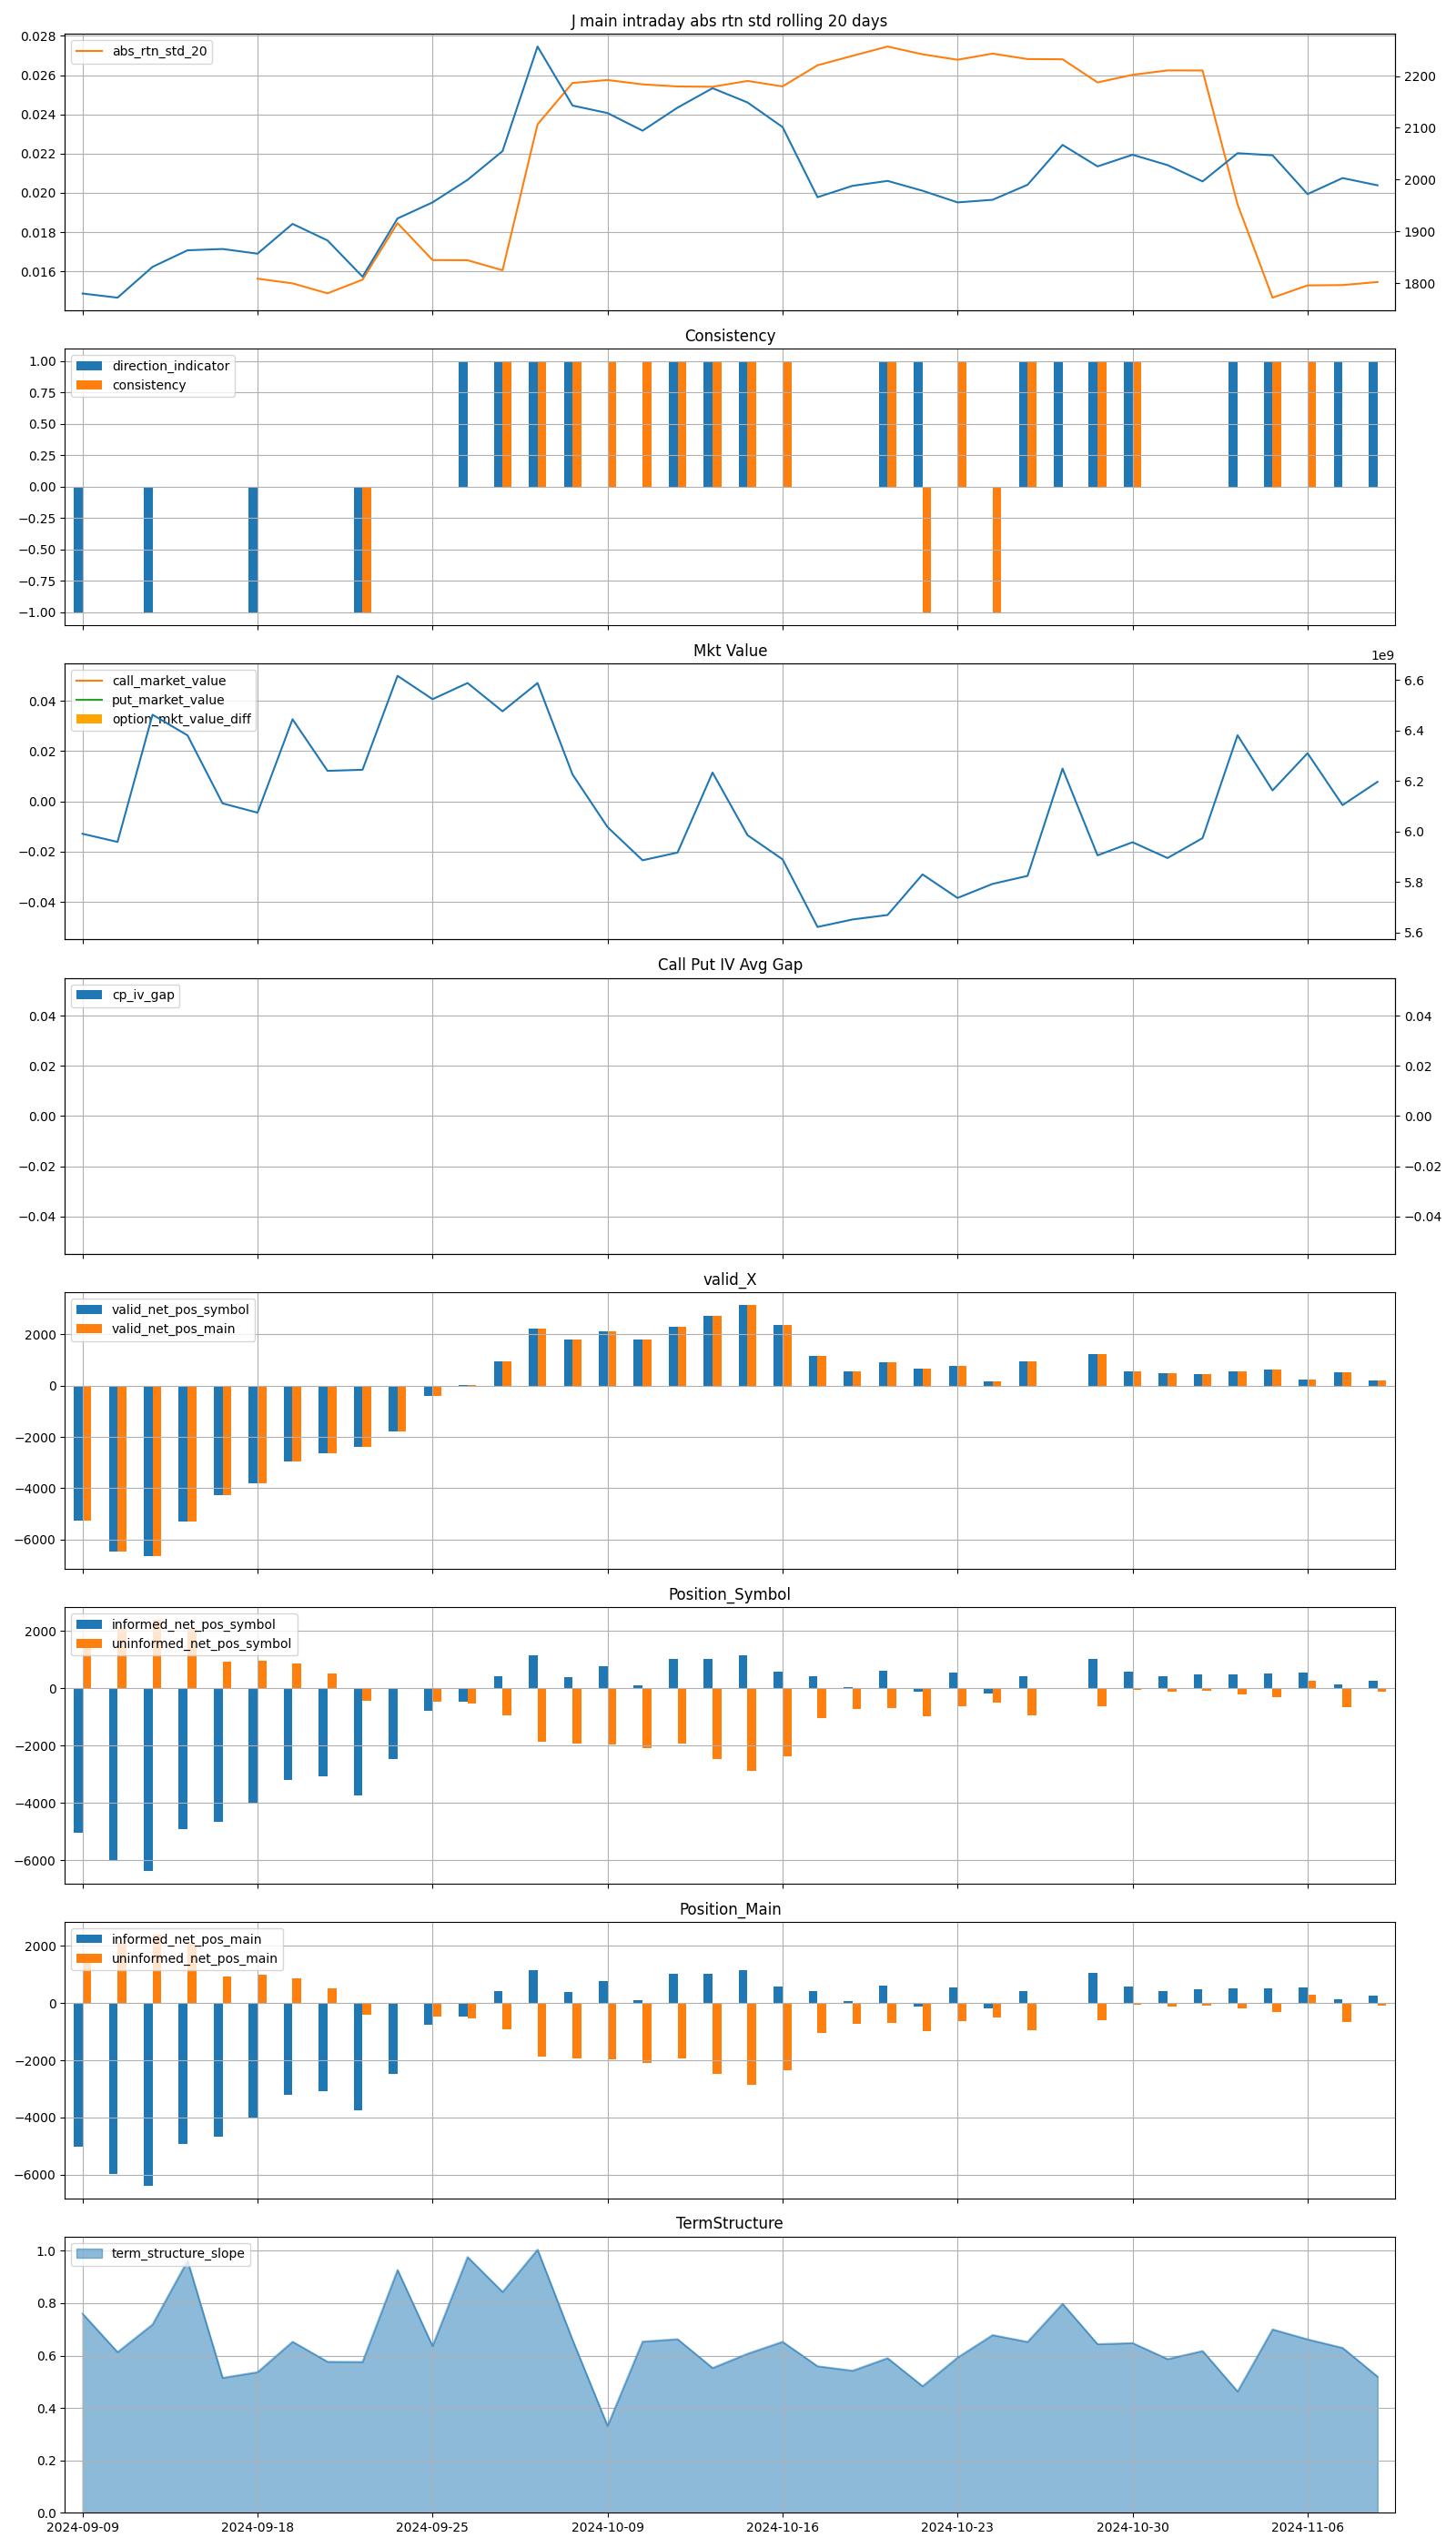 J main intraday abs rtn std rolling 20 days
abs_rtn_std_20
0.028
0.026
0.024
0.022
0.020
0.018
0.016
2200
2100
2000
1900
1800
Consistency
direction_indicator
consistency
1.00
0.75
0.50
0.25
0.00
−0.25
−0.50
−0.75
−1.00
Mkt Value
1e9
call_market_value
put_market_value
option_mkt_value_diff
0.04
0.02
0.00
−0.02
−0.04
6.6
6.4
6.2
6.0
5.8
5.6
Call Put IV Avg Gap
cp_iv_gap
0.04
0.02
0.00
−0.02
−0.04
0.04
0.02
0.00
−0.02
−0.04
valid_X
valid_net_pos_symbol
valid_net_pos_main
2000
0
−2000
−4000
−6000
Position_Symbol
informed_net_pos_symbol
uninformed_net_pos_symbol
2000
0
−2000
−4000
−6000
Position_Main
informed_net_pos_main
uninformed_net_pos_main
2000
0
−2000
−4000
−6000
TermStructure
term_structure_slope
1.0
0.8
0.6
0.4
0.2
0.0
2024-09-09 2024-09-18 2024-09-25 2024-10-09 2024-10-16 2024-10-23 2024-10-30 2024-11-06